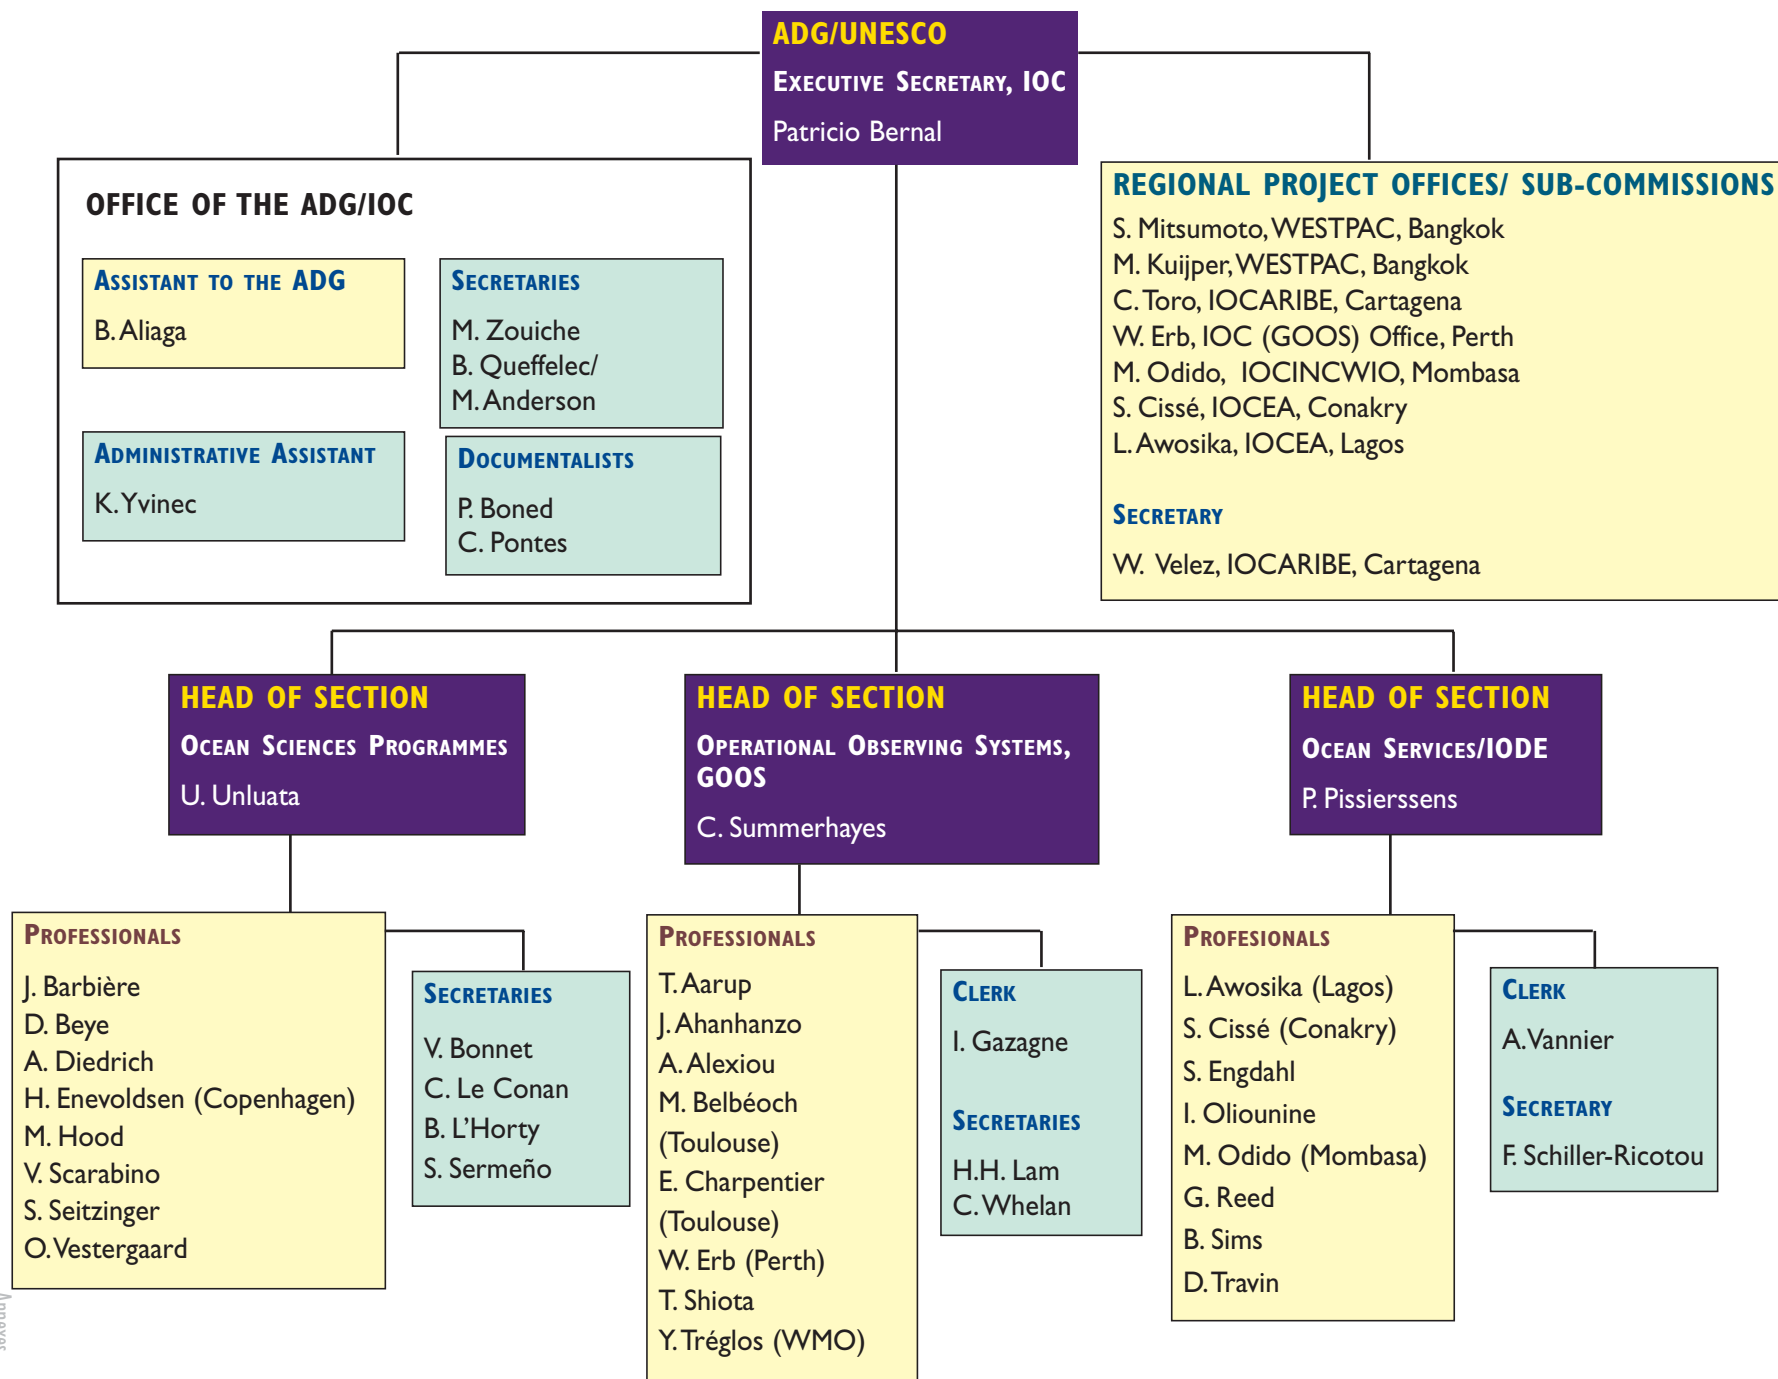 ADG/UNESCO
EXECUTIVE SECRETARY, IOC
Patricio Bernal
OFFICE OF THE ADG/IOC
ASSISTANT TO THE ADG
B. Aliaga
SECRETARIES
M. Zouiche
B. Queffelec/
M. Anderson
ADMINISTRATIVE ASSISTANT
K. Yvinec
DOCUMENTALISTS
P. Boned
C. Pontes
REGIONAL PROJECT OFFICES/ SUB-COMMISSIONS
S. Mitsumoto, WESTPAC, Bangkok
M. Kuijper, WESTPAC, Bangkok
C. Toro, IOCARIBE, Cartagena
W. Erb, IOC (GOOS) Office, Perth
M. Odido, IOCINCWIO, Mombasa
S. Cissé, IOCEA, Conakry
L. Awosika, IOCEA, Lagos
SECRETARY
W. Velez, IOCARIBE, Cartagena
HEAD OF SECTION
OCEAN SCIENCES PROGRAMMES
U. Unluata
HEAD OF SECTION
OPERATIONAL OBSERVING SYSTEMS,
GOOS
C. Summerhayes
HEAD OF SECTION
OCEAN SERVICES/IODE
P. Pissierssens
PROFESSIONALS
J. Barbière
D. Beye
A. Diedrich
H. Enevoldsen (Copenhagen)
M. Hood
V. Scarabino
S. Seitzinger
O. Vestergaard
SECRETARIES
V. Bonnet
C. Le Conan
B. L'Horty
S. Sermeño
PROFESSIONALS
T. Aarup
J. Ahanhanzo
A. Alexiou
M. Belbéoch
(Toulouse)
E. Charpentier
(Toulouse)
W. Erb (Perth)
T. Shiota
Y. Tréglos (WMO)
CLERK
I. Gazagne
SECRETARIES
H.H. Lam
C. Whelan
PROFESIONALS
L. Awosika (Lagos)
S. Cissé (Conakry)
S. Engdahl
I. Oliounine
M. Odido (Mombasa)
G. Reed
B. Sims
D. Travin
CLERK
A. Vannier
SECRETARY
F. Schiller-Ricotou
Annexes